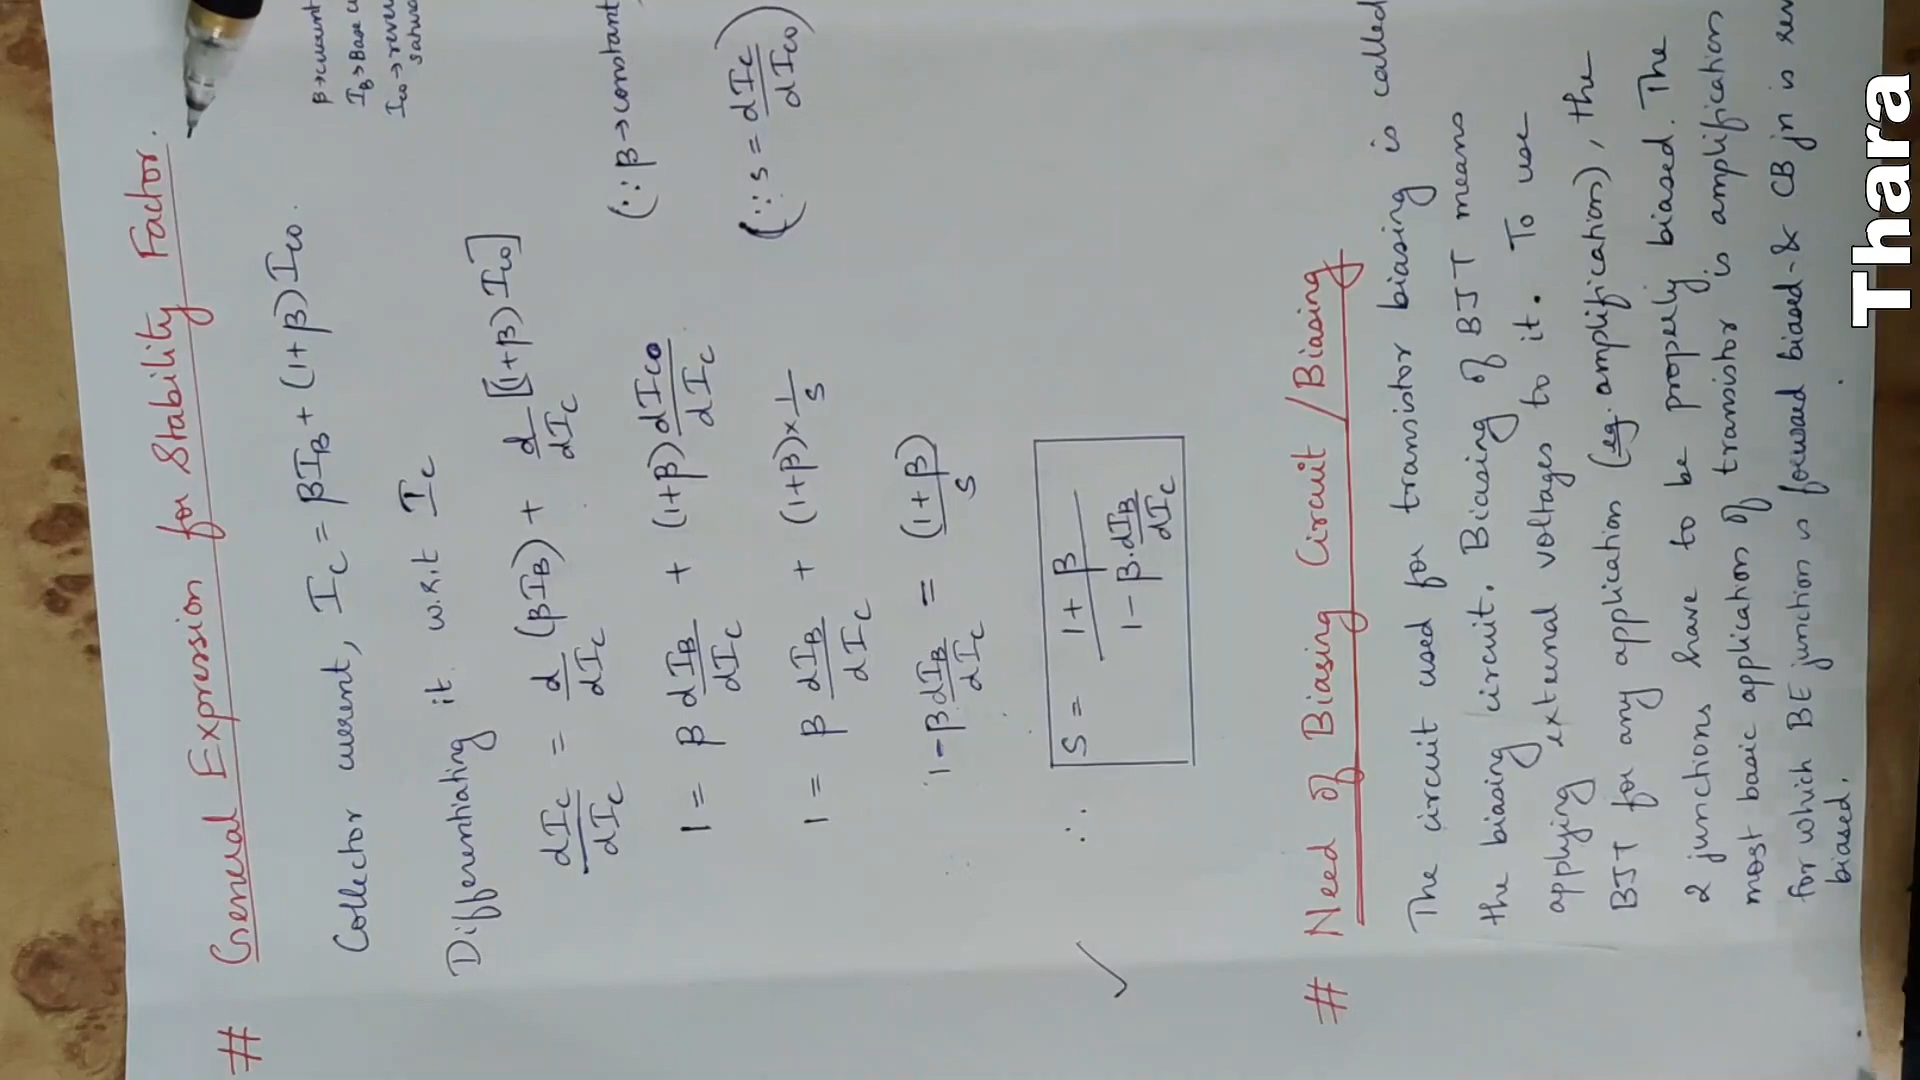 # General Expression for Stability Factor.
Collector current, IC = βIB + (1+β)ICO.
β→current
IB→Base
ICO→
Differentiating it w.r.t IC
dIC/dIC = d/dIC (βIB) + d/dIC [(1+β)ICO]
1 = β dIB/dIC + (1+β) dICO/dIC (∵ β→constant
1 = β dIB/dIC + (1+β) × 1/S (∵ S = dIC/dICO)
1-β dIB/dIC = (1+β)/S
∴ S = 1+β / 1-β.dIB/dIC
# Need of Biasing Circuit / Biasing
The circuit used for transistor biasing is called
the biasing circuit. Biasing of BJT means
applying external voltages to it. To use
BJT for any application (eg. amplification), the
2 junctions have to be properly biased. The
most basic application of transistor is amplification
for which BE junction is forward biased & CB jn is
biased.
Thara